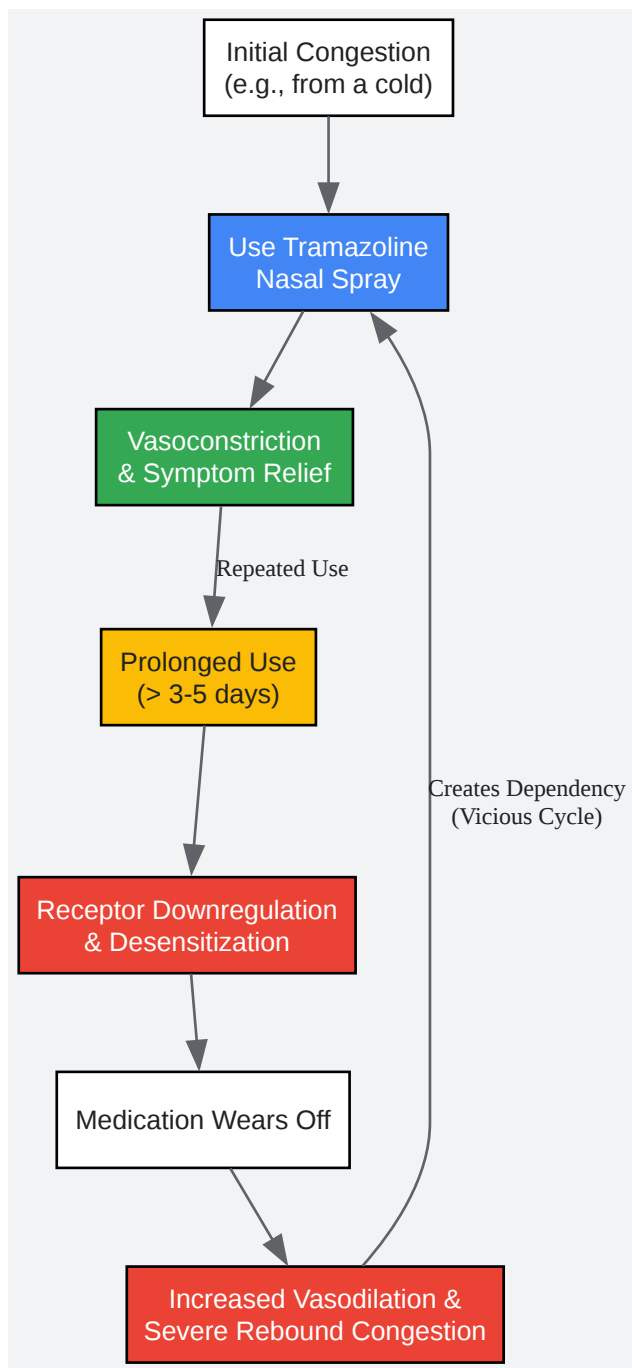 Initial Congestion
(e.g., from a cold)
Use Tramazoline
Nasal Spray
Vasoconstriction
& Symptom Relief
Repeated Use
Prolonged Use
(> 3-5 days)
Creates Dependency
(Vicious Cycle)
Receptor Downregulation
& Desensitization
Medication Wears Off
Increased Vasodilation &
Severe Rebound Congestion